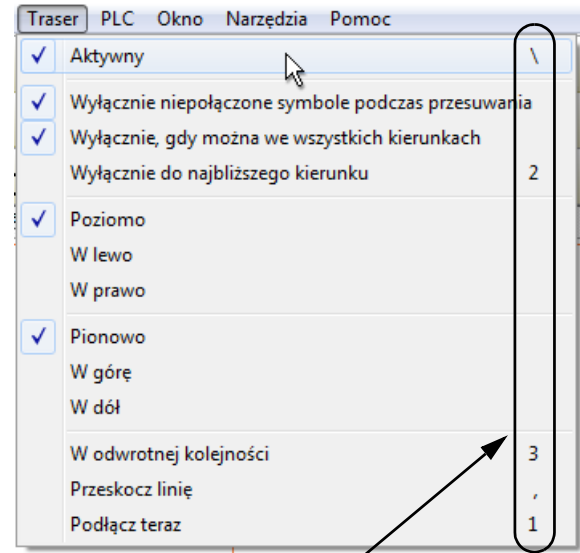 Traser PLC Okno Narzędzia Pomoc
Aktywny \
Wyłącznie niepołączone symbole podczas przesuwania
Wyłącznie, gdy można we wszystkich kierunkach
Wyłącznie do najbliższego kierunku 2
Poziomo
W lewo
W prawo
Pionowo
W górę
W dół
W odwrotnej kolejności 3
Przeskocz linię ,
Podłącz teraz 1